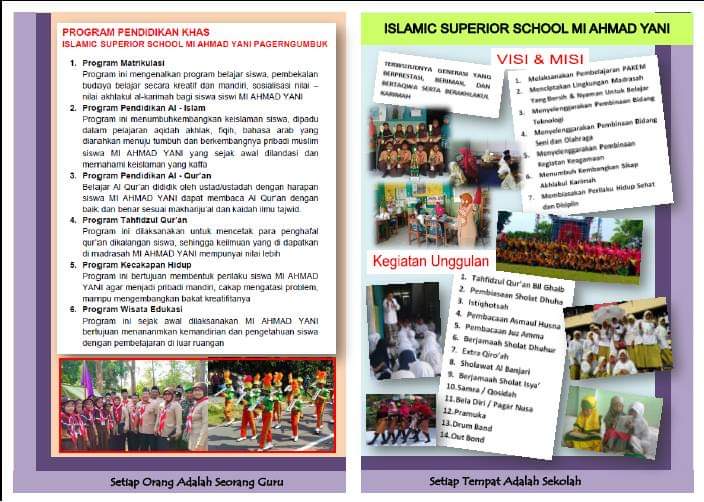 PROGRAM PENDIDIKAN KHAS
ISLAMIC SUPERIOR SCHOOL MI AHMAD YANI PAGERNGUMBUK
1. Program Matrikulasi
Program ini mengenalkan program belajar siswa, pembekalan
budaya belajar secara kreatif dan mandiri, sosialisasi nilai –
nilai akhlakul al-karimah bagi siswa siswi MI AHMAD YANI
2. Program Pendidikan Al - Islam
Program ini menumbuhkembangkan keislaman siswa, dipadu
dalam pelajaran aqidah akhlak, fiqih, bahasa arab yang
diarahkan menuju tumbuh dan berkembangnya pribadi muslim
siswa MI AHMAD YANI yang sejak awal dilandasi dan
memahami keislaman yang kaffa
3. Program Pendidikan Al - Qur'an
Belajar Al Qur'an dididik oleh ustad/ustadah dengan harapan
siswa MI AHMAD YANI dapat membaca Al Qur'an dengan
baik dan benar sesuai makharijural dan kaidah ilmu tajwid.
4. Program Tahfidzul Qur'an
Program ini dilaksanakan untuk mencetak para penghafal
qur'an dikalangan siswa, sehingga keilmuan yang di dapatkan
di madrasah MI AHMAD YANI mempunyai nilai lebih
5. Program Kecakapan Hidup
Program ini bertujuan membentuk perilaku siswa MI AHMAD
YANI agar menjadi pribadi mandiri, cakap mengatasi problem,
mampu mengembangkan bakat kreatifitanya
6. Program Wisata Edukasi
Program ini sejak awal dilaksanakan MI AHMAD YANI
bertujuan menanamkan kemandirian dan pengetahuan siswa
dengan pembelajaran di luar ruangan
Setiap Orang Adalah Seorang Guru
ISLAMIC SUPERIOR SCHOOL MI AHMAD YANI
VISI & MISI
TERWUJUDNYA GENERASI YANG
BERPRESTASI, BERIMAN, DAN
BERTAQWA SERTA BERAKHLAKUL
KARIMAH
1. Melaksanakan Pembelajaran PAKEM
2. Menciptakan Lingkungan Madrasah
Yang Bersih & Nyaman Untuk Belajar
3. Menyelenggarakan Pembinaan Bidang
Teknologi
4. Menyelenggarakan Pembinaan Bidang
Seni dan Olahraga
5. Menyelenggarakan Pembinaan
Kegiatan Keagamaan
6. Menumbuh Kembangkan Sikap
Akhlakul Karimah
7. Membiasakan Perilaku Hidup Sehat
dan Disiplin
Kegiatan Unggulan
1. Tahfidzul Qur'an Bil Ghaib
2. Pembiasaan Sholat Dhuha
3. Istighotsah
4. Pembacaan Asmaul Husna
5. Pembacaan Juz Amma
6. Berjamaah Sholat Dhuhur
7. Extra Qiro'ah
8. Sholawat Al Banjari
9. Berjamaah Sholat Isya'
10. Samra / Qosidah
11. Bela Diri / Pagar Nusa
12. Pramuka
13. Drum Band
14. Out Bond
Setiap Tempat Adalah Sekolah